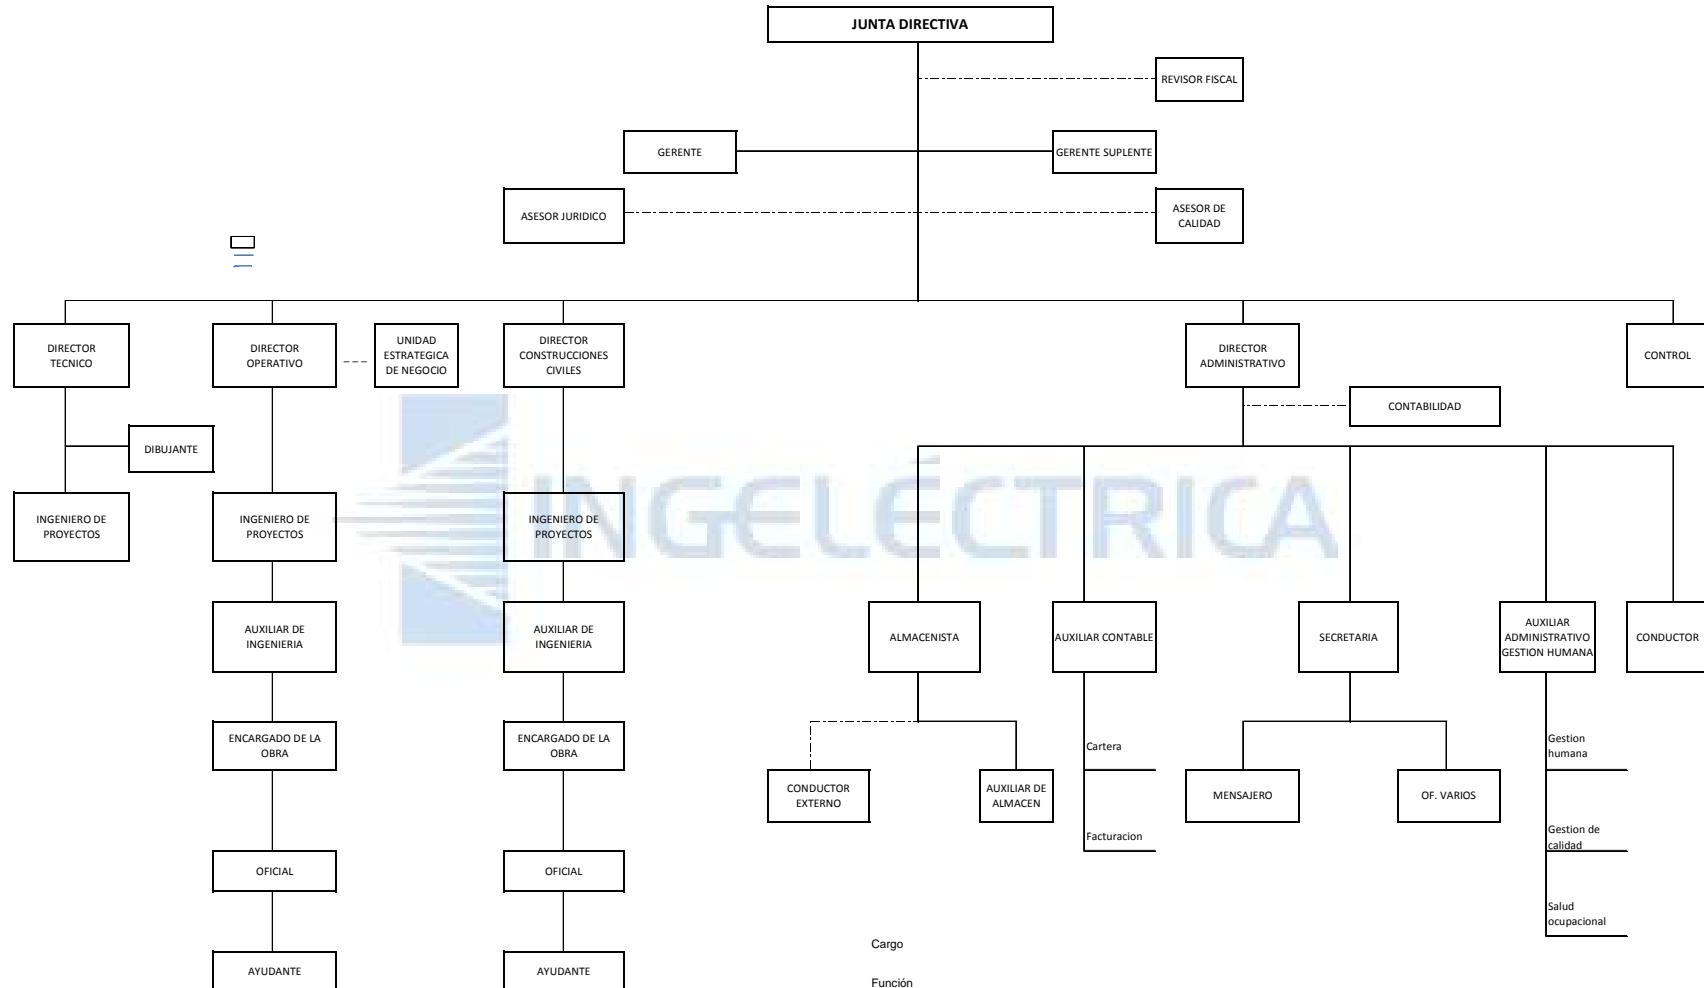 JUNTA DIRECTIVA
REVISOR FISCAL
GERENTE
GERENTE SUPLENTE
ASESOR JURIDICO
ASESOR DE
CALIDAD
DIRECTOR
TECNICO
DIRECTOR
OPERATIVO
UNIDAD
ESTRATEGICA
DE NEGOCIO
DIRECTOR
CONSTRUCCIONES
CIVILES
DIRECTOR
ADMINISTRATIVO
CONTROL
CONTABILIDAD
DIBUJANTE
INGELÉCTRICA
INGENIERO DE
PROYECTOS
INGENIERO DE
PROYECTOS
INGENIERO DE
PROYECTOS
AUXILIAR DE
INGENIERIA
AUXILIAR DE
INGENIERIA
ALMACENISTA
AUXILIAR CONTABLE
SECRETARIA
AUXILIAR
ADMINISTRATIVO
GESTION HUMANA
CONDUCTOR
ENCARGADO DE LA
OBRA
ENCARGADO DE LA
OBRA
Cartera
Gestion
humana
CONDUCTOR
EXTERNO
AUXILIAR DE
ALMACEN
MENSAJERO
OF. VARIOS
Facturacion
Gestion de
calidad
OFICIAL
OFICIAL
Salud
ocupacional
Cargo
AYUDANTE
AYUDANTE
Función